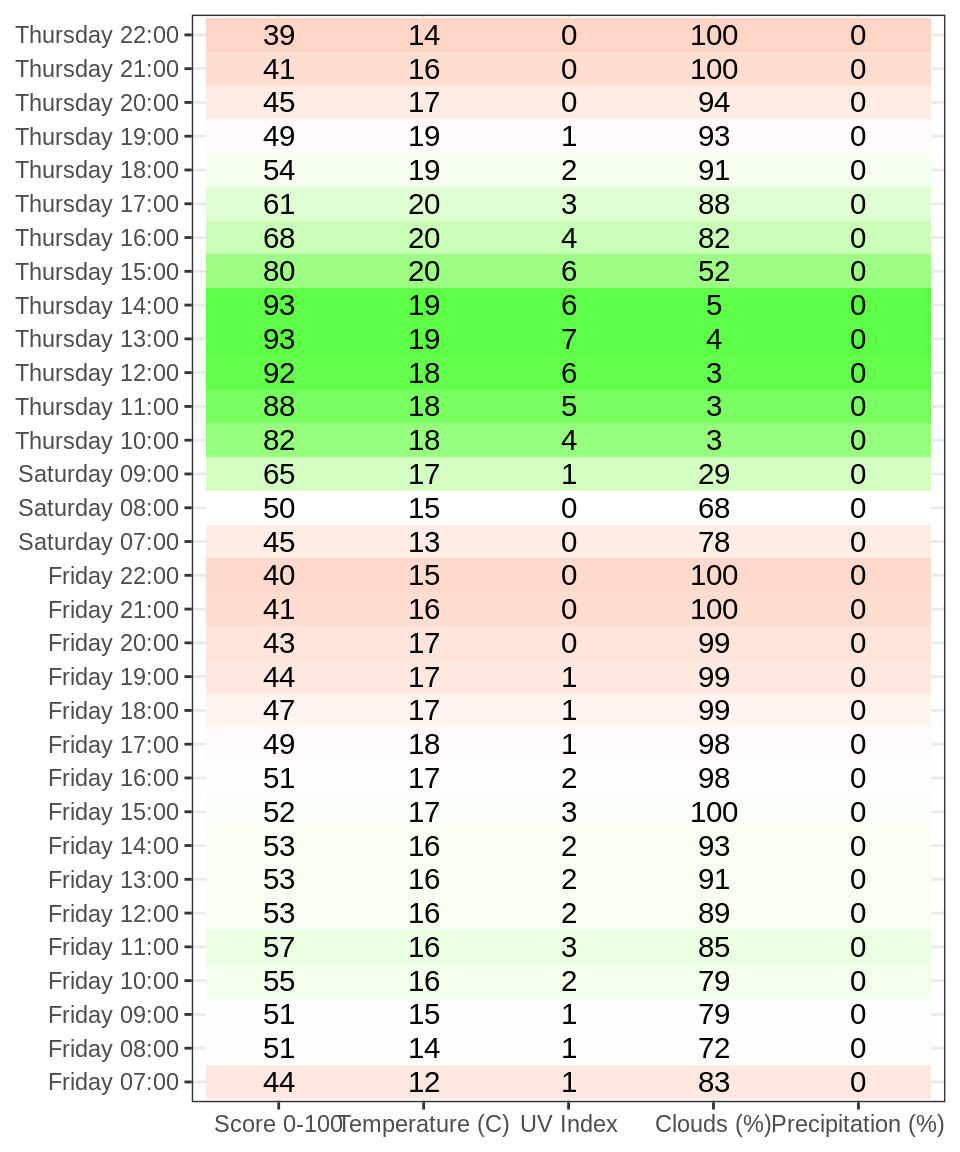 Thursday 22:00 39 14 0 100 0
Thursday 21:00 41 16 0 100 0
Thursday 20:00 45 17 0 94 0
Thursday 19:00 49 19 1 93 0
Thursday 18:00 54 19 2 91 0
Thursday 17:00 61 20 3 88 0
Thursday 16:00 68 20 4 82 0
Thursday 15:00 80 20 6 52 0
Thursday 14:00 93 19 6 5 0
Thursday 13:00 93 19 7 4 0
Thursday 12:00 92 18 6 3 0
Thursday 11:00 88 18 5 3 0
Thursday 10:00 82 18 4 3 0
Saturday 09:00 65 17 1 29 0
Saturday 08:00 50 15 0 68 0
Saturday 07:00 45 13 0 78 0
Friday 22:00 40 15 0 100 0
Friday 21:00 41 16 0 100 0
Friday 20:00 43 17 0 99 0
Friday 19:00 44 17 1 99 0
Friday 18:00 47 17 1 99 0
Friday 17:00 49 18 1 98 0
Friday 16:00 51 17 2 98 0
Friday 15:00 52 17 3 100 0
Friday 14:00 53 16 2 93 0
Friday 13:00 53 16 2 91 0
Friday 12:00 53 16 2 89 0
Friday 11:00 57 16 3 85 0
Friday 10:00 55 16 2 79 0
Friday 09:00 51 15 1 79 0
Friday 08:00 51 14 1 72 0
Friday 07:00 44 12 1 83 0
Score 0-100 Temperature (C) UV Index Clouds (%) Precipitation (%)